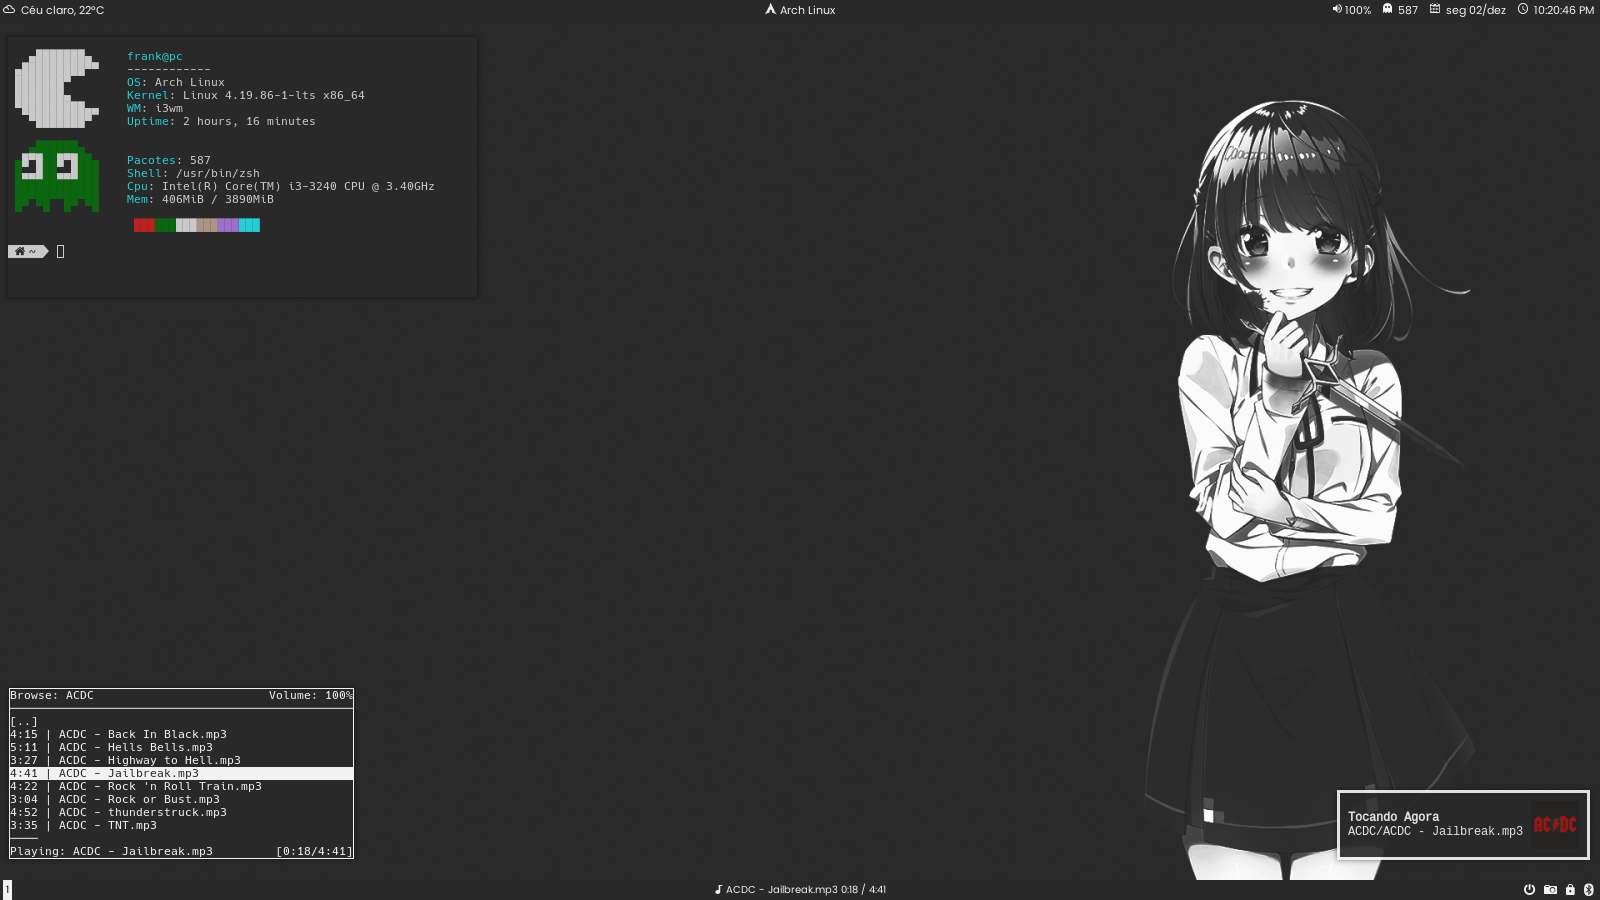 Céu claro, 22°C
Arch Linux
100% 587 seg 02/dez 10:20:46 PM
frank@pc
------------
OS: Arch Linux
Kernel: Linux 4.19.86-1-lts x86_64
WM: i3wm
Uptime: 2 hours, 16 minutes
Pacotes: 587
Shell: /usr/bin/zsh
Cpu: Intel(R) Core(TM) i3-3240 CPU @ 3.40GHz
Mem: 406MiB / 3890MiB
~
Browse: ACDC Volume: 100%
[..]
4:15 | ACDC - Back In Black.mp3
5:11 | ACDC - Hells Bells.mp3
3:27 | ACDC - Highway to Hell.mp3
4:41 | ACDC - Jailbreak.mp3
4:22 | ACDC - Rock 'n Roll Train.mp3
3:04 | ACDC - Rock or Bust.mp3
4:52 | ACDC - thunderstruck.mp3
3:35 | ACDC - TNT.mp3
Playing: ACDC - Jailbreak.mp3 [0:18/4:41]
Tocando Agora
ACDC/ACDC - Jailbreak.mp3
AC⚡DC
1
ACDC - Jailbreak.mp3 0:18 / 4:41